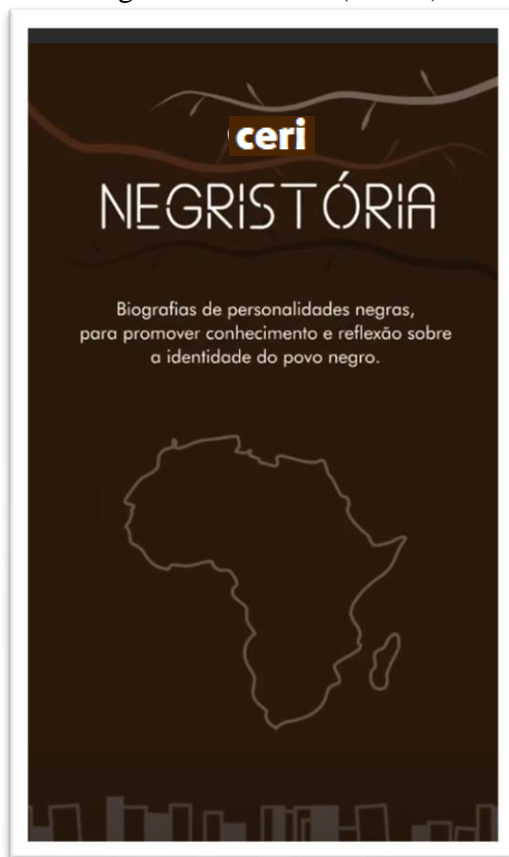 ceri
NEGRISTÓRIA
Biografias de personalidades negras,
para promover conhecimento e reflexão sobre
a identidade do povo negro.